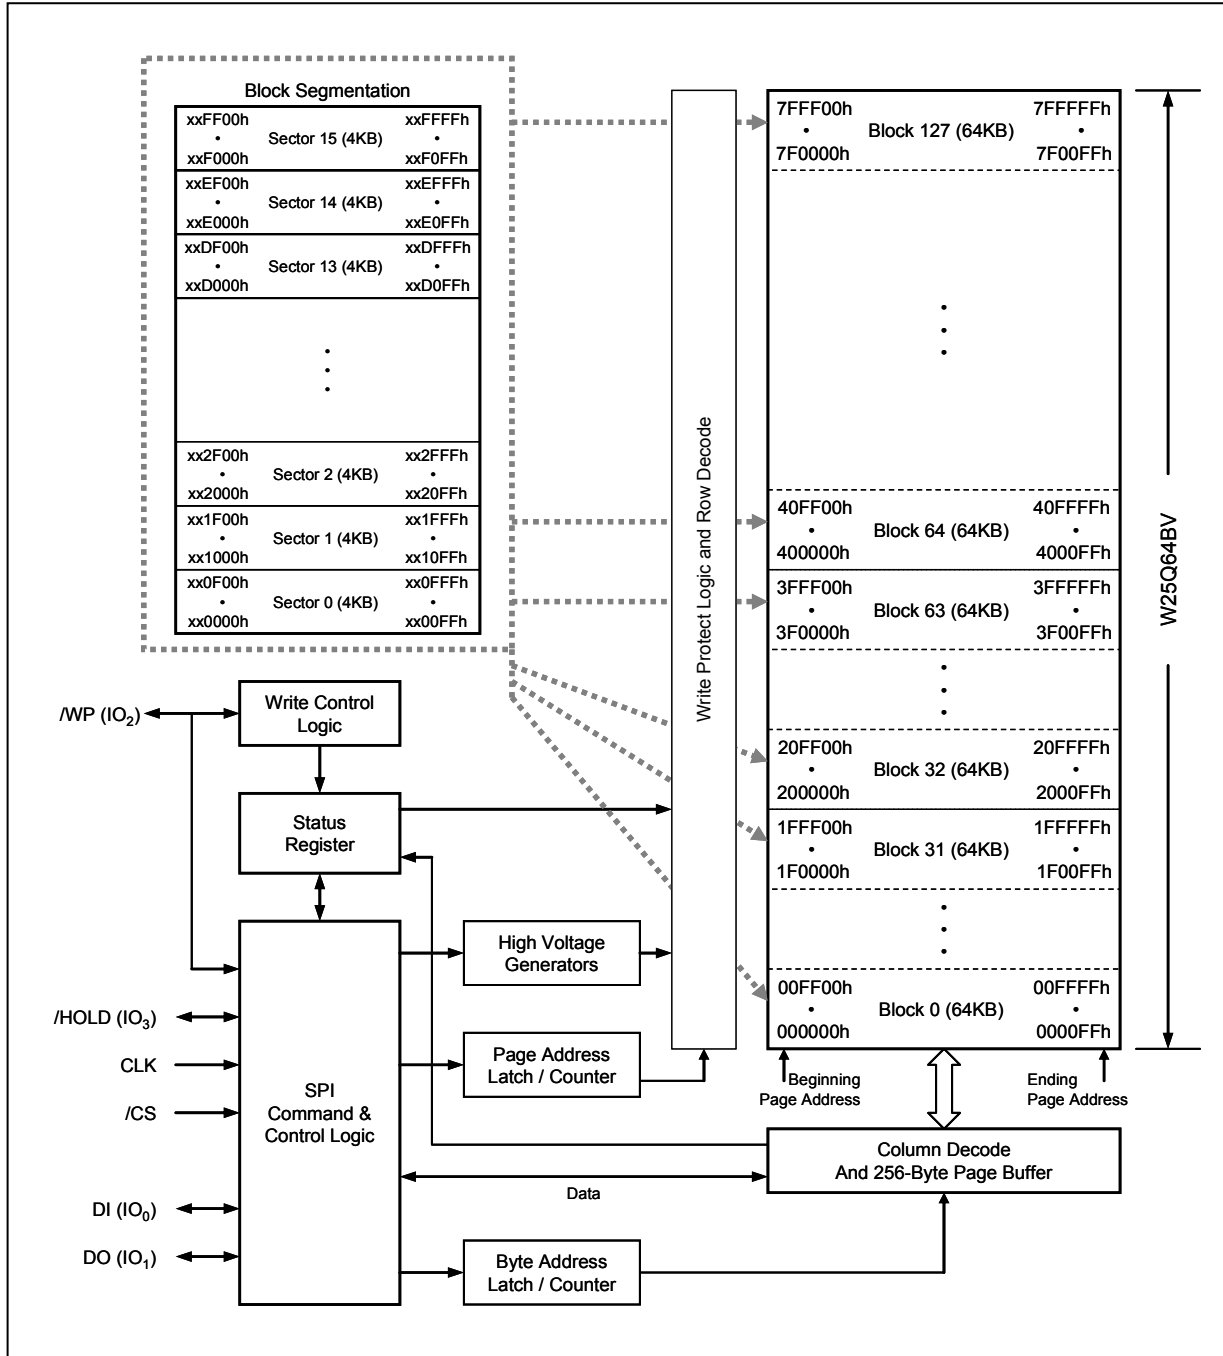 Block Segmentation
xxFF00h xxFFFFh
• Sector 15 (4KB) •
xxF000h xxF0FFh
xxEF00h xxEFFFh
• Sector 14 (4KB) •
xxE000h xxE0FFh
xxDF00h xxDFFFh
• Sector 13 (4KB) •
xxD000h xxD0FFh
xx2F00h xx2FFFh
• Sector 2 (4KB) •
xx2000h xx20FFh
xx1F00h xx1FFFh
• Sector 1 (4KB) •
xx1000h xx10FFh
xx0F00h xx0FFFh
• Sector 0 (4KB) •
xx0000h xx00FFh
Write Protect Logic and Row Decode
7FFF00h 7FFFFFh
• Block 127 (64KB) •
7F0000h 7F00FFh
40FF00h 40FFFFh
• Block 64 (64KB) •
400000h 4000FFh
3FFF00h 3FFFFFh
• Block 63 (64KB) •
3F0000h 3F00FFh
20FF00h 20FFFFh
• Block 32 (64KB) •
200000h 2000FFh
1FFF00h 1FFFFFh
• Block 31 (64KB) •
1F0000h 1F00FFh
00FF00h 00FFFFh
• Block 0 (64KB) •
000000h 0000FFh
W25Q64BV
Beginning
Page Address
Ending
Page Address
/WP (IO2)
Write Control
Logic
Status
Register
/HOLD (IO3)
CLK
/CS
DI (IO0)
DO (IO1)
SPI
Command &
Control Logic
High Voltage
Generators
Page Address
Latch / Counter
Column Decode
And 256-Byte Page Buffer
Data
Byte Address
Latch / Counter